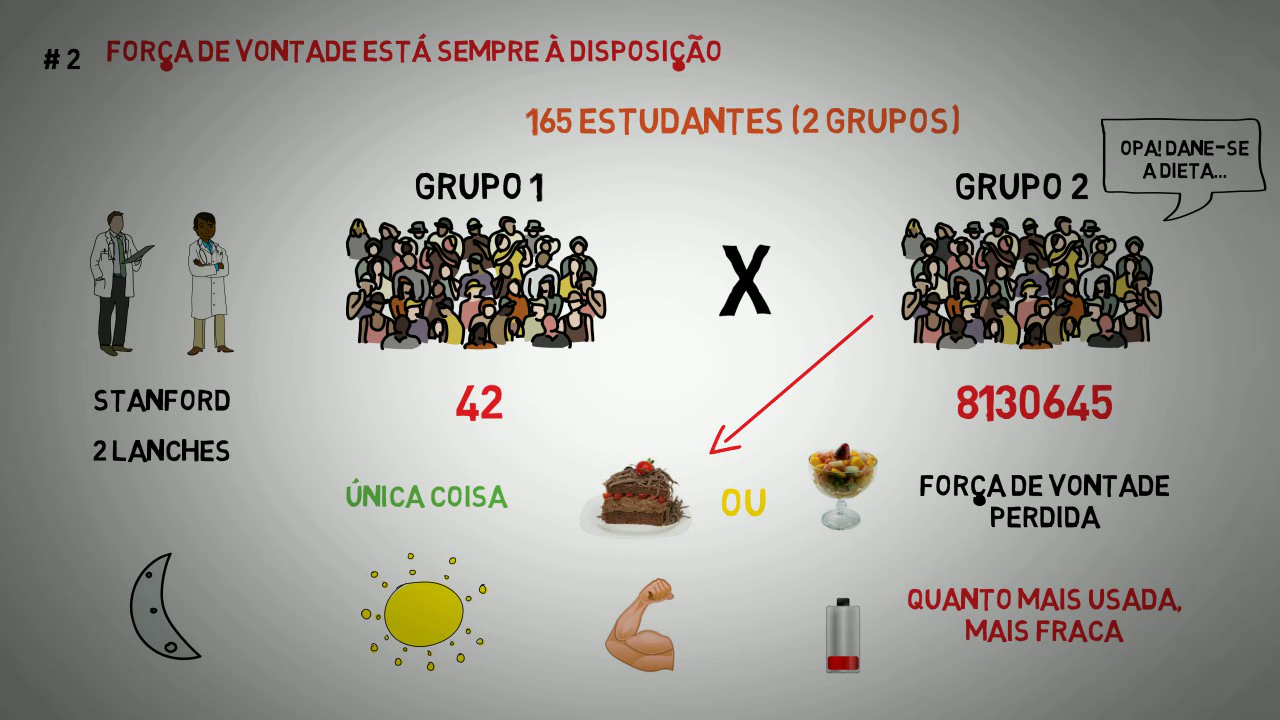 # 2 FORÇA DE VONTADE ESTÁ SEMPRE À DISPOSIÇÃO
165 ESTUDANTES (2 GRUPOS)
OPA! DANE-SE
A DIETA...
GRUPO 1
GRUPO 2
X
STANFORD
42
8130645
2 LANCHES
ÚNICA COISA
OU
FORÇA DE VONTADE
PERDIDA
QUANTO MAIS USADA,
MAIS FRACA